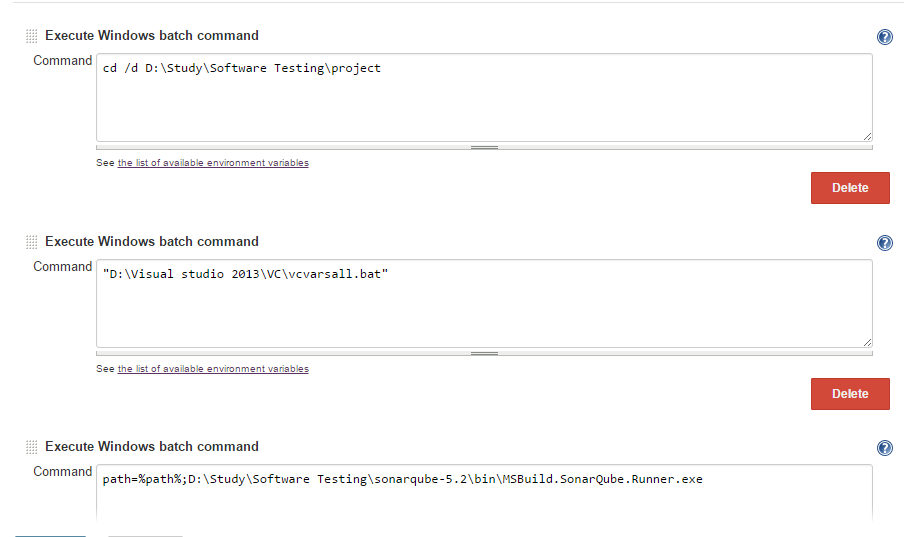 Execute Windows batch command
Command
cd /d D:\Study\Software Testing\project
See the list of available environment variables
Delete
Execute Windows batch command
Command
"D:\Visual studio 2013\VC\vcvarsall.bat"
See the list of available environment variables
Delete
Execute Windows batch command
Command
path=%path%;D:\Study\Software Testing\sonarqube-5.2\bin\MSBuild.SonarQube.Runner.exe